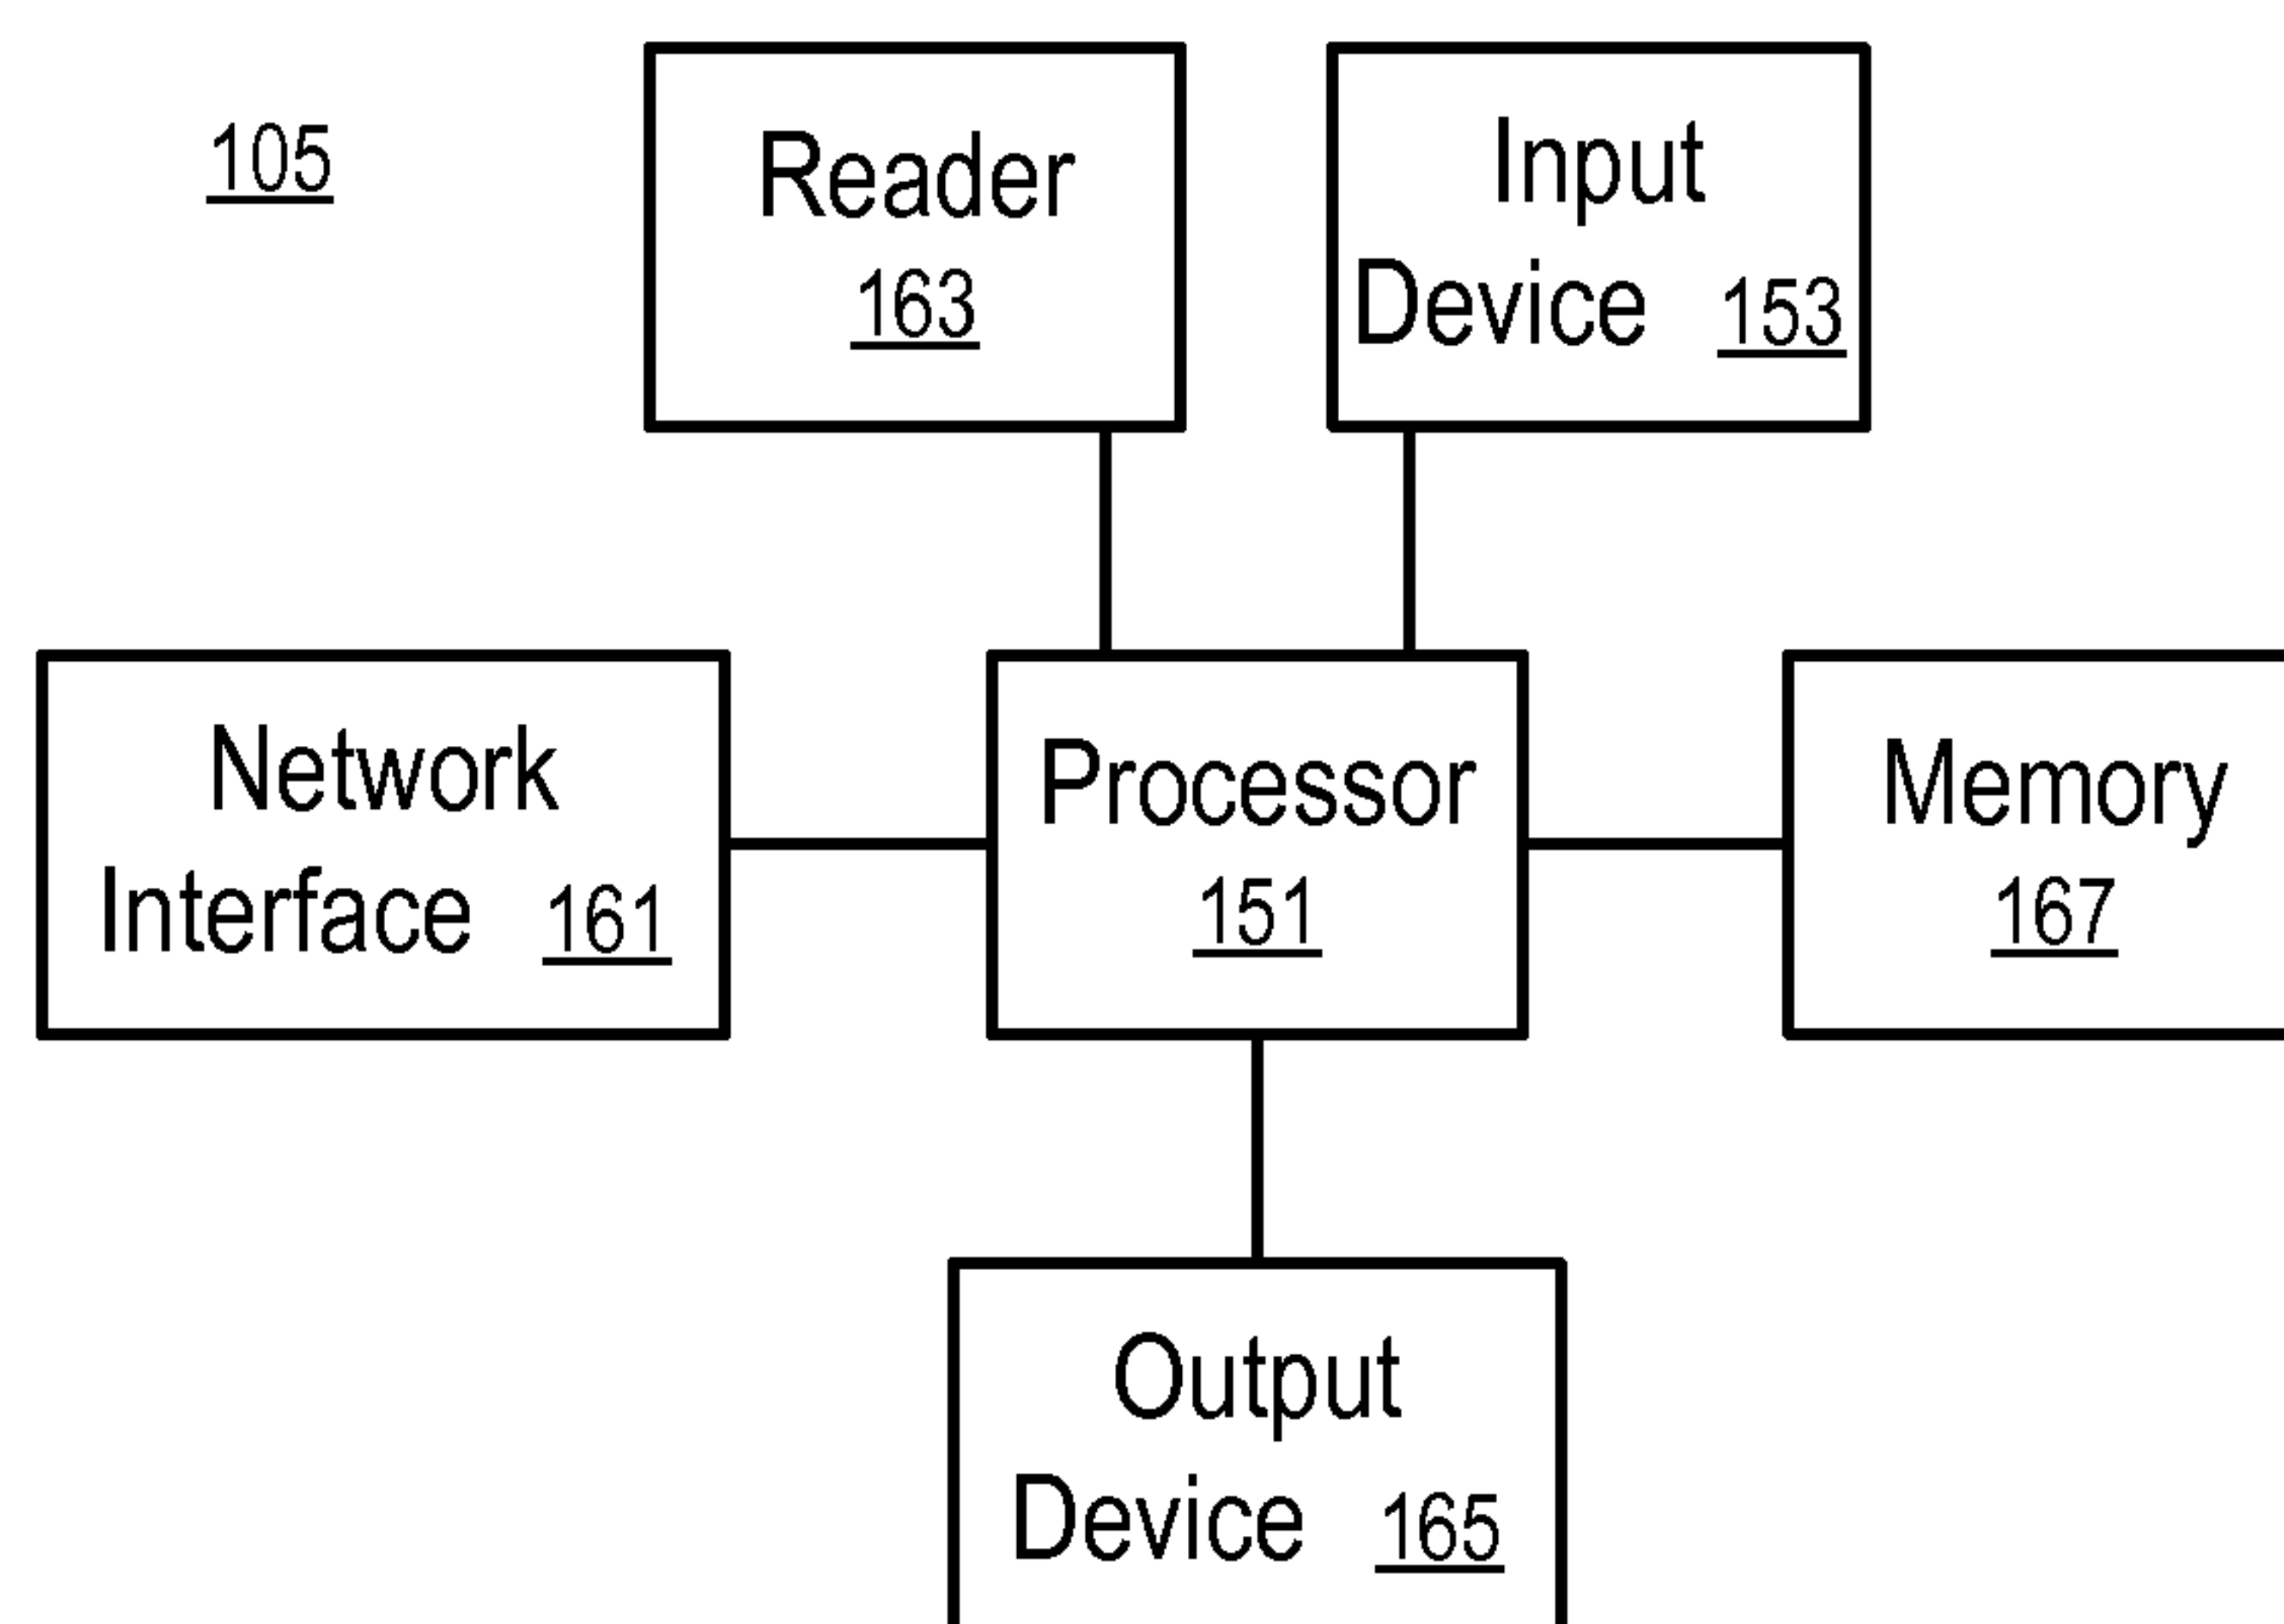 105
Reader
163
Input
Device 153
Network
Interface 161
Processor
151
Memory
167
Output
Device 165